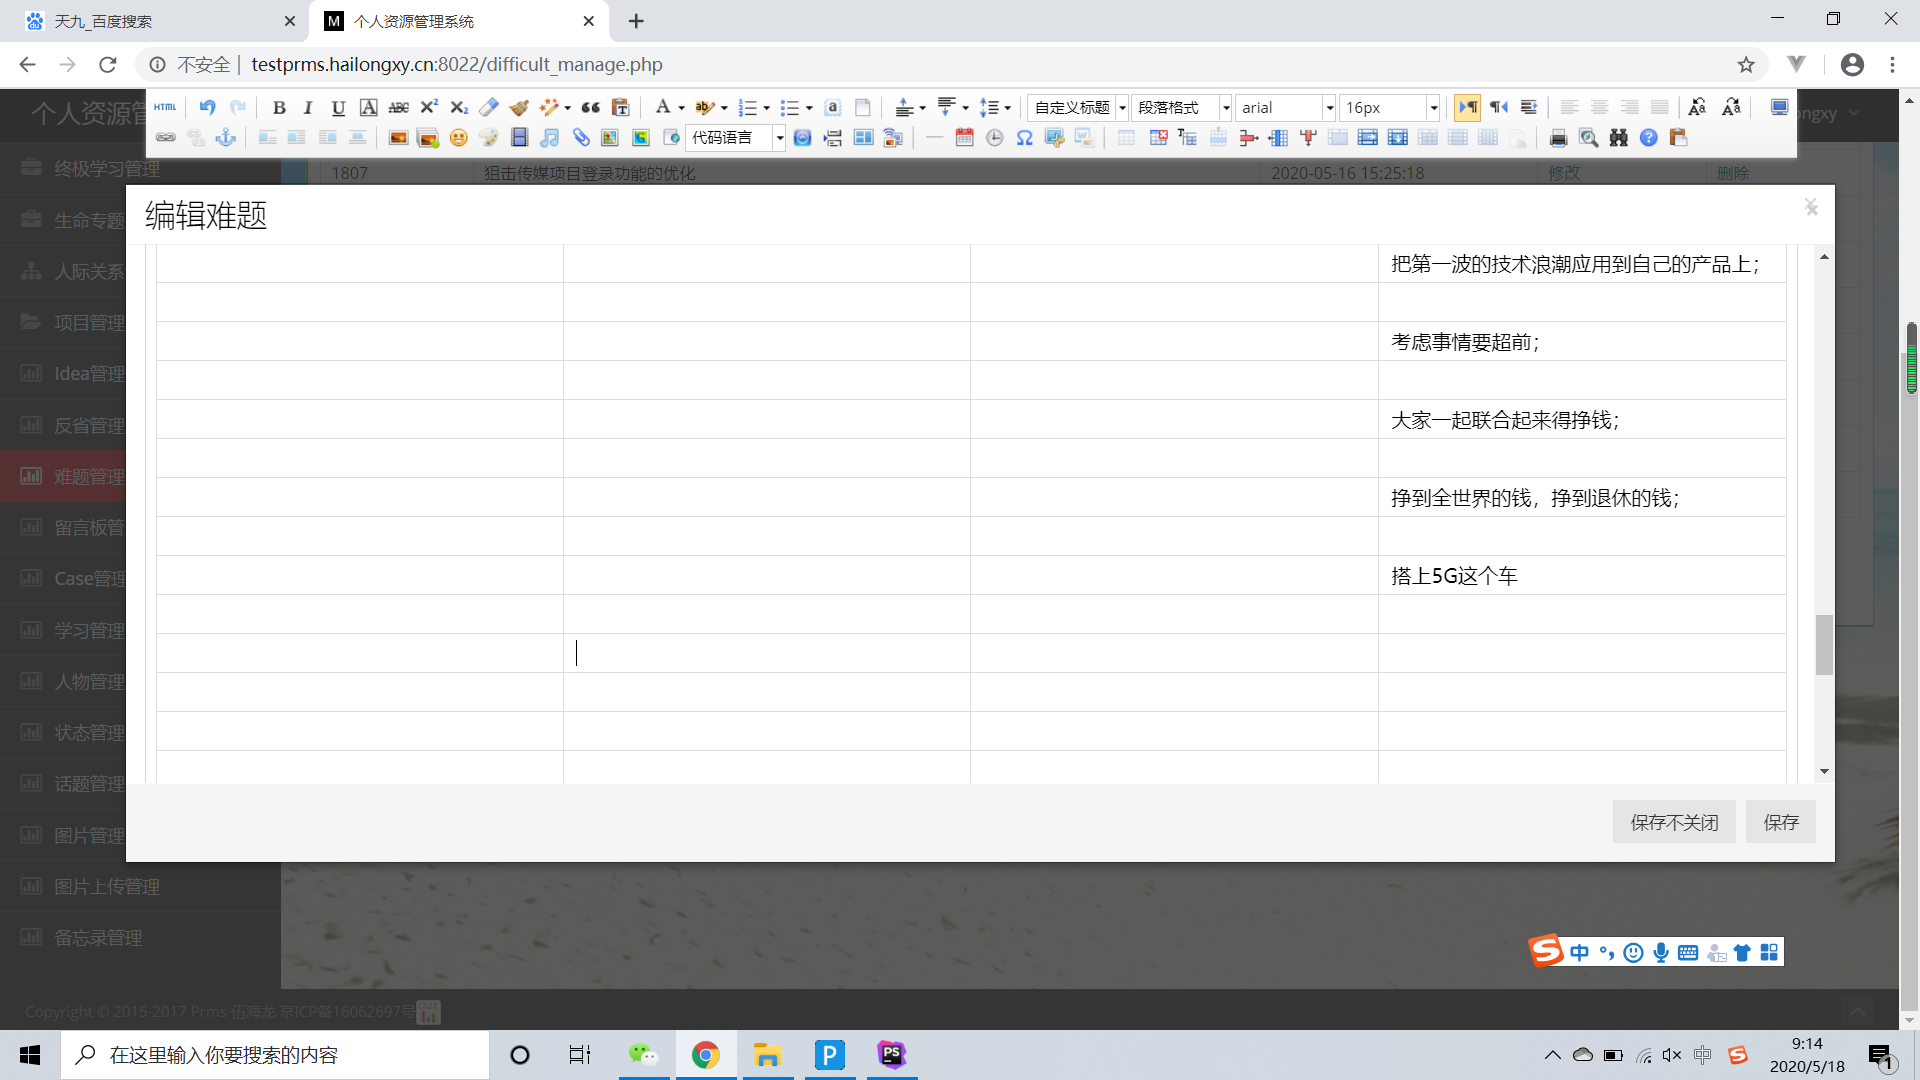 天九_百度搜索
M 个人资源管理系统
不安全 | testprms.hailongxy.cn:8022/difficult_manage.php
个人资源管
HTML
自定义标题 段落格式 arial 16px
代码语言
ongxy
终极学习管理
生命专题
人际关系
项目管理
Idea管理
反省管理
难题管理
留言板管
Case管理
学习管理
人物管理
状态管理
话题管理
图片管理
图片上传管理
备忘录管理
1807 狙击传媒项目登录功能的优化 2020-05-16 15:25:18 修改 删除
编辑难题
把第一波的技术浪潮应用到自己的产品上；
考虑事情要超前；
大家一起联合起来得挣钱；
挣到全世界的钱，挣到退休的钱；
搭上5G这个车
保存不关闭 保存
中
Copyright © 2015-2017 Prms 伍海龙 京ICP备16062697号
在这里输入你要搜索的内容
中
9:14
2020/5/18
1